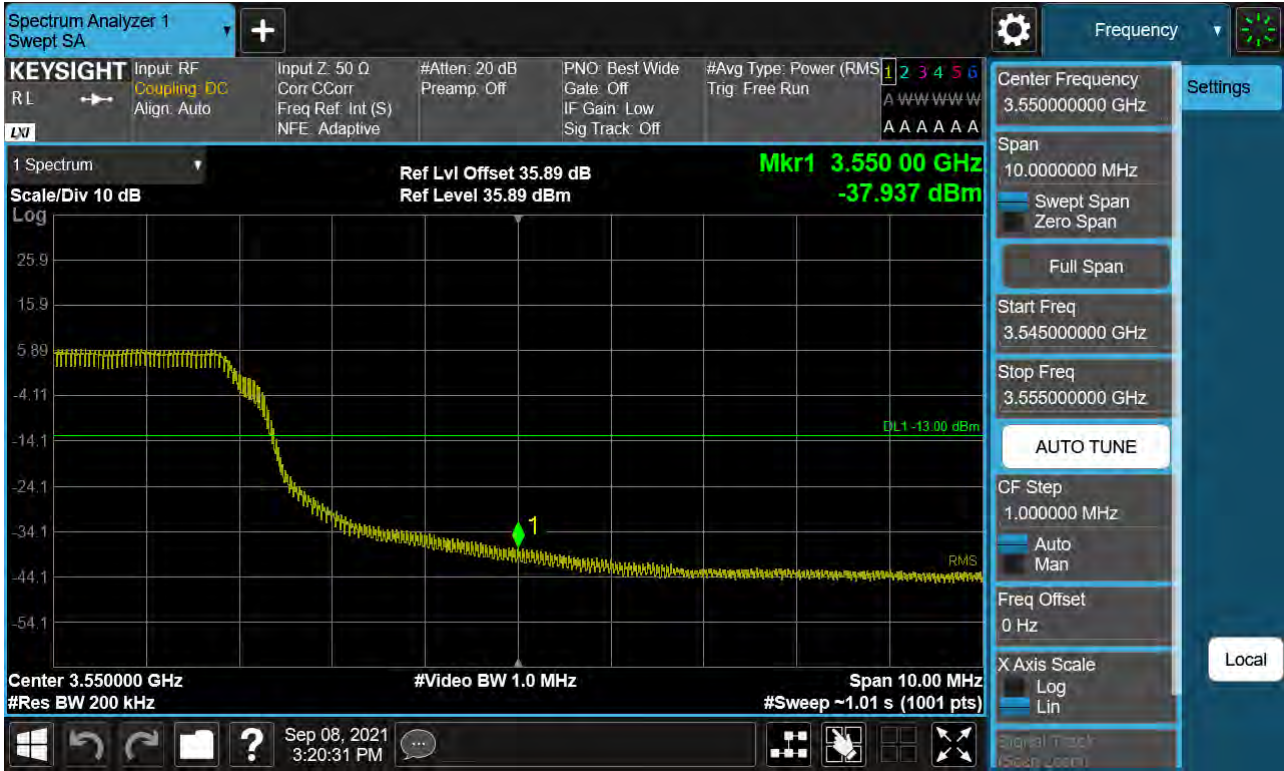 Spectrum Analyzer 1
Swept SA
+
Frequency
KEYSIGHT
RL
LXI
Input: RF
Coupling: DC
Align: Auto
Input Z: 50 Ω
Corr CCorr
Freq Ref: Int (S)
NFE: Adaptive
#Atten: 20 dB
Preamp: Off
PNO: Best Wide
Gate: Off
IF Gain: Low
Sig Track: Off
#Avg Type: Power (RMS
Trig: Free Run
1 2 3 4 5 6
A W W W W W
A A A A A A
1 Spectrum
Scale/Div 10 dB
Log
Ref Lvl Offset 35.89 dB
Ref Level 35.89 dBm
Mkr1 3.550 00 GHz
-37.937 dBm
25.9
15.9
5.89
-4.11
-14.1
-24.1
-34.1
-44.1
-54.1
DL1 -13.00 dBm
1
RMS
Center 3.550000 GHz
#Res BW 200 kHz
#Video BW 1.0 MHz
Span 10.00 MHz
#Sweep ~1.01 s (1001 pts)
Center Frequency
3.550000000 GHz
Span
10.0000000 MHz
Swept Span
Zero Span
Full Span
Start Freq
3.545000000 GHz
Stop Freq
3.555000000 GHz
AUTO TUNE
CF Step
1.000000 MHz
Auto
Man
Freq Offset
0 Hz
X Axis Scale
Log
Lin
Signal Track
(Span Zoom)
Settings
Local
?
Sep 08, 2021
3:20:31 PM